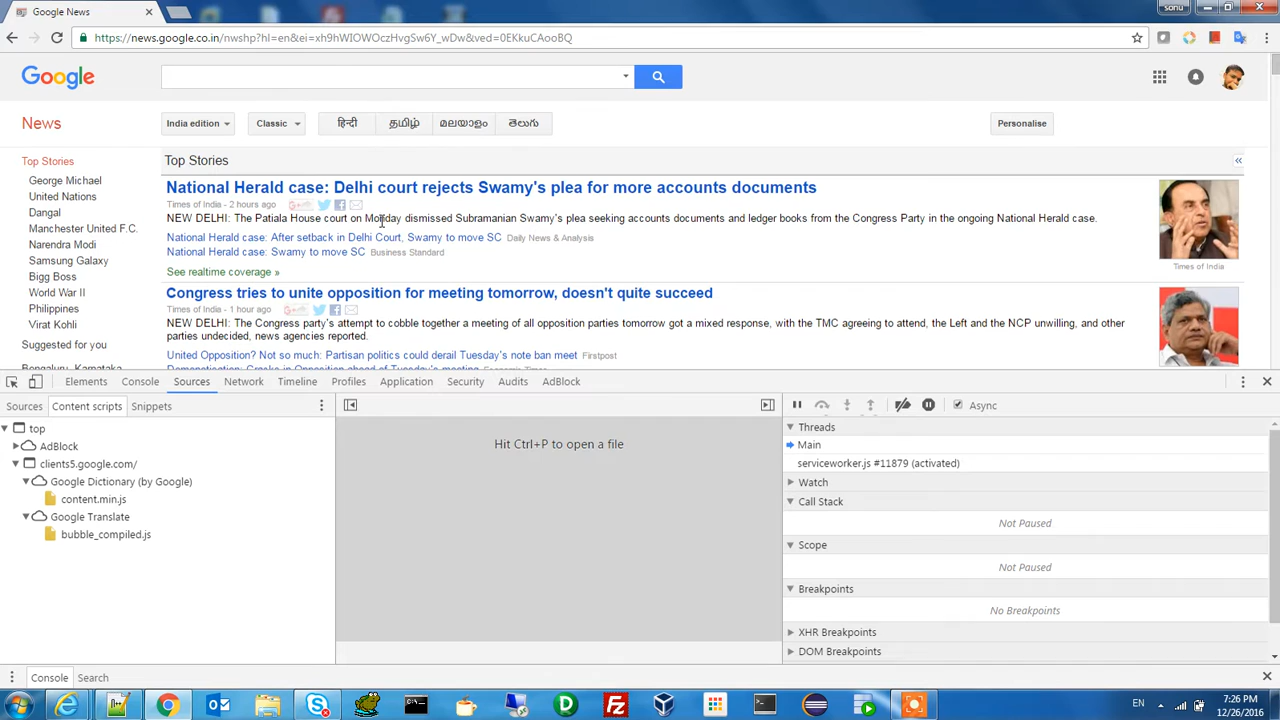 Google News
sonu
https://news.google.co.in/nwshp?hl=en&ei=xh9hWIOWOczHvgSw6Y_wDw&ved=0EKkuCAooBQ
Google
News
India edition
Classic
हिन्दी
தமிழ்
മലയാളം
తెలుగు
Personalise
Top Stories
George Michael
United Nations
Dangal
Manchester United F.C.
Narendra Modi
Samsung Galaxy
Bigg Boss
World War II
Philippines
Virat Kohli
Suggested for you
Bengaluru, Karnataka
Top Stories
«
National Herald case: Delhi court rejects Swamy's plea for more accounts documents
Times of India - 2 hours ago
NEW DELHI: The Patiala House court on Monday dismissed Subramanian Swamy's plea seeking accounts documents and ledger books from the Congress Party in the ongoing National Herald case.
National Herald case: After setback in Delhi Court, Swamy to move SC Daily News & Analysis
National Herald case: Swamy to move SC Business Standard
See realtime coverage »
Times of India
Congress tries to unite opposition for meeting tomorrow, doesn't quite succeed
Times of India - 1 hour ago
NEW DELHI: The Congress party's attempt to cobble together a meeting of all opposition parties tomorrow got a mixed response, with the TMC agreeing to attend, the Left and the NCP unwilling, and other
parties undecided, news agencies reported.
United Opposition? Not so much: Partisan politics could derail Tuesday's note ban meet Firstpost
Demonetisation: Cracks in Opposition ahead of Tuesday's meeting Economic Times
Elements Console Sources Network Timeline Profiles Application Security Audits AdBlock
Sources Content scripts Snippets
top
AdBlock
clients5.google.com/
Google Dictionary (by Google)
content.min.js
Google Translate
bubble_compiled.js
Hit Ctrl+P to open a file
Async
Threads
Main
serviceworker.js #11879 (activated)
Watch
Call Stack
Not Paused
Scope
Not Paused
Breakpoints
No Breakpoints
XHR Breakpoints
DOM Breakpoints
Console Search
EN
7:26 PM
12/26/2016